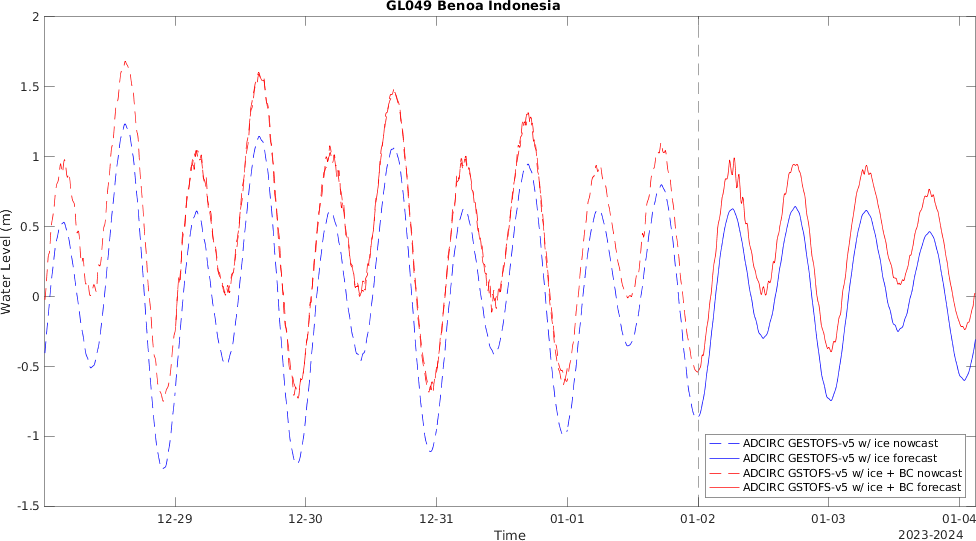 GL049 Benoa Indonesia
2
1.5
1
0.5
0
-0.5
-1
-1.5
Water Level (m)
ADCIRC GESTOFS-v5 w/ ice nowcast
ADCIRC GESTOFS-v5 w/ ice forecast
ADCIRC GSTOFS-v5 w/ ice + BC nowcast
ADCIRC GSTOFS-v5 w/ ice + BC forecast
12-29 12-30 12-31 01-01 01-02 01-03 01-04
Time
2023-2024